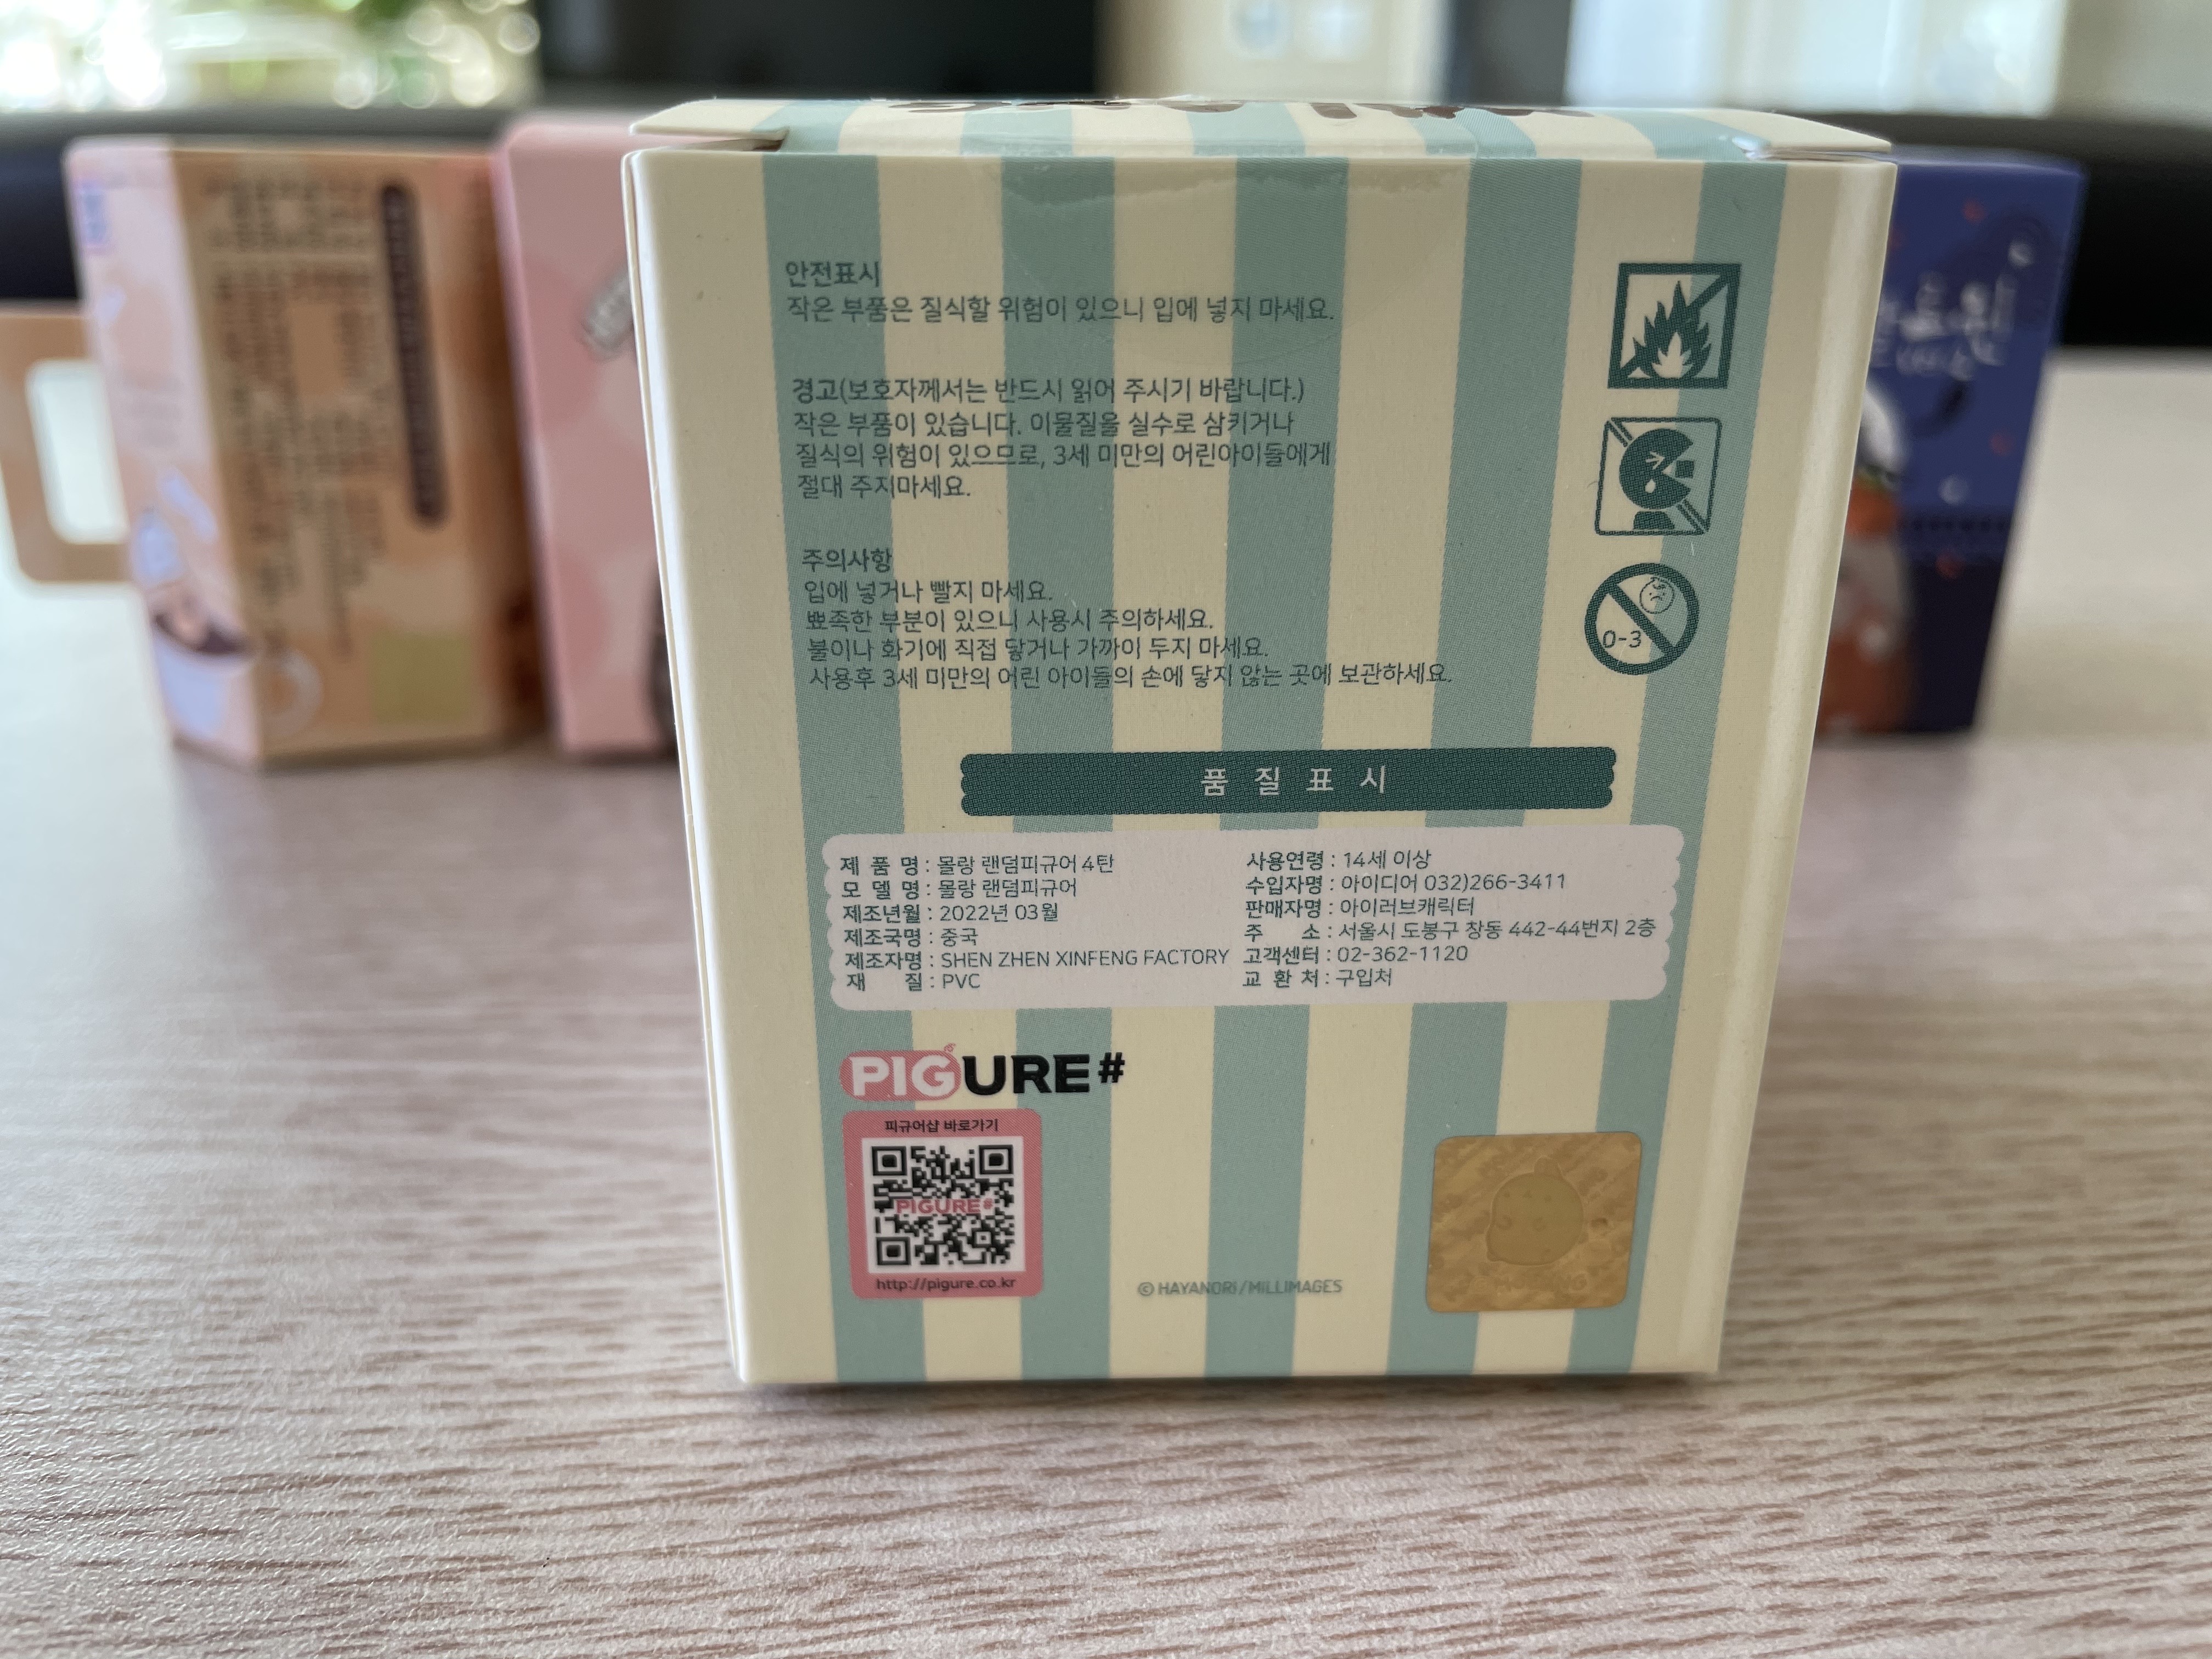 안전표시
작은 부품은 질식할 위험이 있으니 입에 넣지 마세요.
경고(보호자께서는 반드시 읽어 주시기 바랍니다.)
작은 부품이 있습니다. 이물질을 실수로 삼키거나
질식의 위험이 있으므로, 3세 미만의 어린아이들에게
절대 주지마세요.
주의사항
입에 넣거나 빨지 마세요.
뾰족한 부분이 있으니 사용시 주의하세요.
불이나 화기에 직접 닿거나 가까이 두지 마세요.
사용후 3세 미만의 어린 아이들의 손에 닿지 않는 곳에 보관하세요.
0-3
품 질 표 시
제 품 명 : 몰랑 랜덤피규어 4탄
모 델 명 : 몰랑 랜덤피규어
제조년월 : 2022년 03월
제조국명 : 중국
제조자명 : SHEN ZHEN XINFENG FACTORY
재 질 : PVC
사용연령 : 14세 이상
수입자명 : 아이디어 032)266-3411
판매자명 : 아이러브캐릭터
주 소 : 서울시 도봉구 창동 442-44번지 2층
고객센터 : 02-362-1120
교 환 처 : 구입처
PIGURE#
피규어샵 바로가기
PIGURE#
http://pigure.co.kr
© HAYANORI/MILLIMAGES